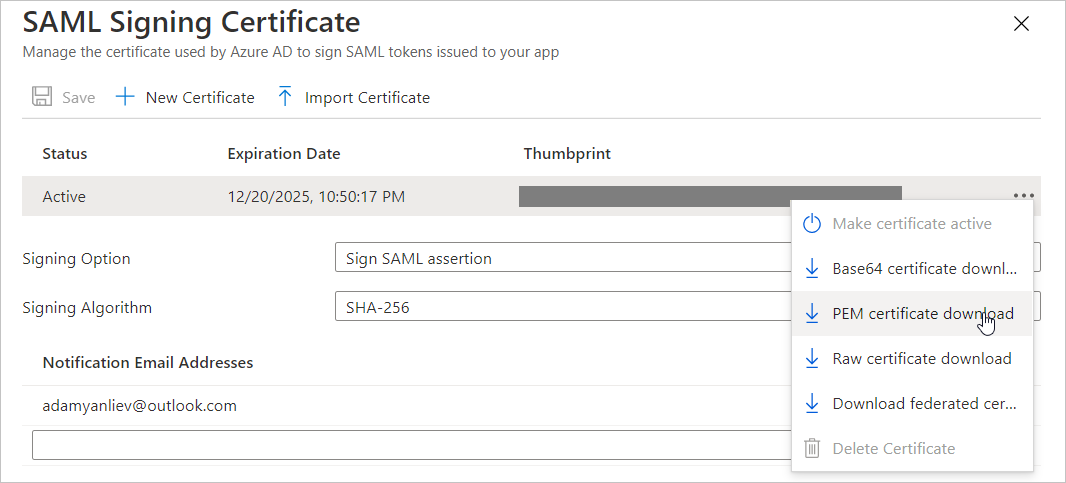 SAML Signing Certificate
Manage the certificate used by Azure AD to sign SAML tokens issued to your app
Save New Certificate Import Certificate
Status Expiration Date Thumbprint
Active 12/20/2025, 10:50:17 PM
Make certificate active
Signing Option Sign SAML assertion
Base64 certificate downl...
Signing Algorithm SHA-256
PEM certificate download
Notification Email Addresses
Raw certificate download
adamyanliev@outlook.com
Download federated cer...
Delete Certificate